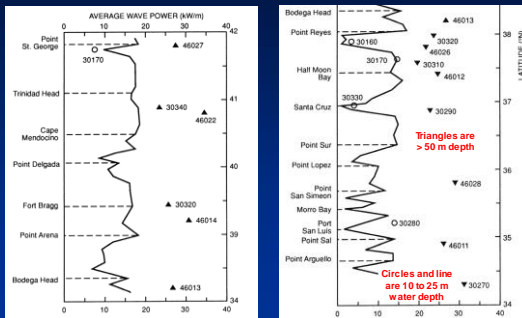 AVERAGE WAVE POWER (kW/m)
0 10 20 30 40
42
Point
St. George
46027
30170
Trinidad Head
41
30340
46022
Cape
Mendocino
40
Point Delgada
Fort Bragg
30320
46014
Point Arena
39
Bodega Head
46013
0 10 20 30 40
34
Bodega Head
46013
Point Reyes
38
30160
30320
46026
30170
30310
Half Moon
Bay
46012
37
30330
Santa Cruz
30290
Triangles are
> 50 m depth
Point Sur
Point Lopez
36
Point
San Simeon
46028
Morro Bay
Port
San Luis
30280
35
Point Sal
46011
Point Arguello
Circles and line
are 10 to 25 m
water depth
30270
34
0 10 20 30 40